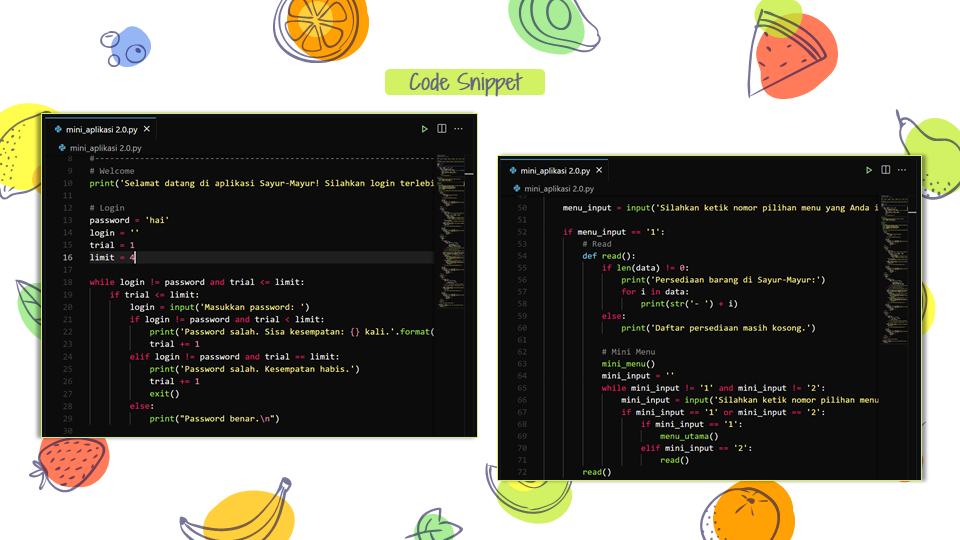 Code Snippet
mini_aplikasi 2.0.py
mini_aplikasi 2.0.py
8 #
9 # Welcome
10 print('Selamat datang di aplikasi Sayur-Mayur! Silahkan login
11
12 # Login
13 password = 'hai'
14 login = ''
15 trial = 1
16 limit = 4
17
18 while login != password and trial <= limit:
19 if trial <= limit:
20 login = input('Masukkan password: ')
21 if login != password and trial < limit:
22 print('Password salah. Sisa kesempatan: {} kali.'.format(
23 trial += 1
24 elif login != password and trial == limit:
25 print('Password salah. Kesempatan habis.')
26 trial += 1
27 exit()
28 else:
29 print("Password benar.\n")
30
mini_aplikasi 2.0.py
mini_aplikasi 2.0.py
50 menu_input = input('Silahkan ketik nomor pilihan menu yang Anda
51
52 if menu_input == '1':
53 # Read
54 def read():
55 if len(data) != 0:
56 print('Persediaan barang di Sayur-Mayur:')
57 for i in data:
58 print(str('- ') + i)
59 else:
60 print('Daftar persediaan masih kosong.')
61
62 # Mini Menu
63 mini_menu()
64 mini_input = ''
65 while mini_input != '1' and mini_input != '2':
66 mini_input = input('Silahkan ketik nomor pilihan menu
67 if mini_input == '1' or mini_input == '2':
68 if mini_input == '1':
69 menu_utama()
70 elif mini_input == '2':
71 read()
72 read()